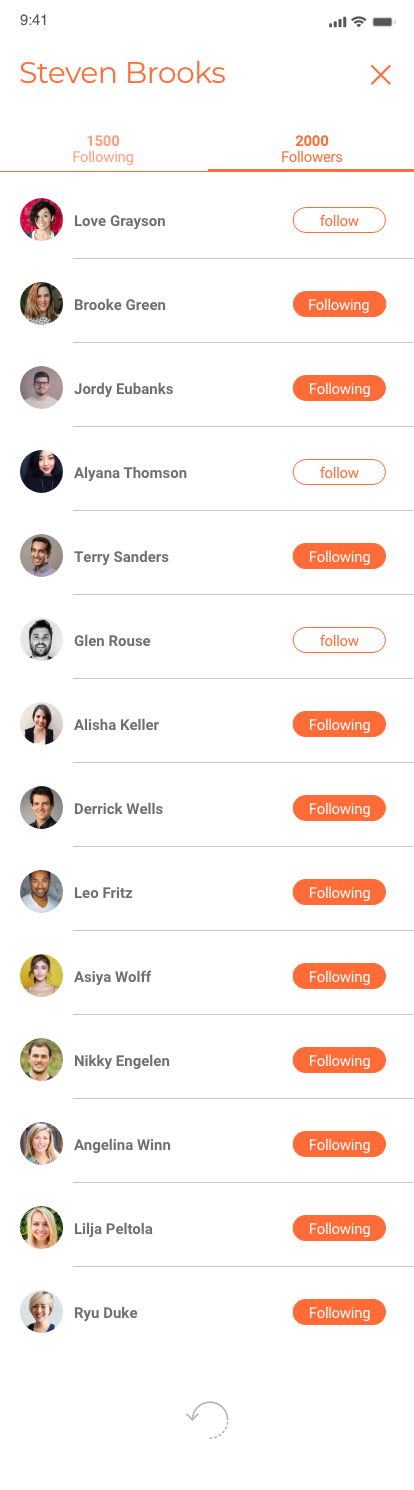 9:41
Steven Brooks
1500
Following
2000
Followers
Love Grayson
follow
Brooke Green
Following
Jordy Eubanks
Following
Alyana Thomson
follow
Terry Sanders
Following
Glen Rouse
follow
Alisha Keller
Following
Derrick Wells
Following
Leo Fritz
Following
Asiya Wolff
Following
Nikky Engelen
Following
Angelina Winn
Following
Lilja Peltola
Following
Ryu Duke
Following